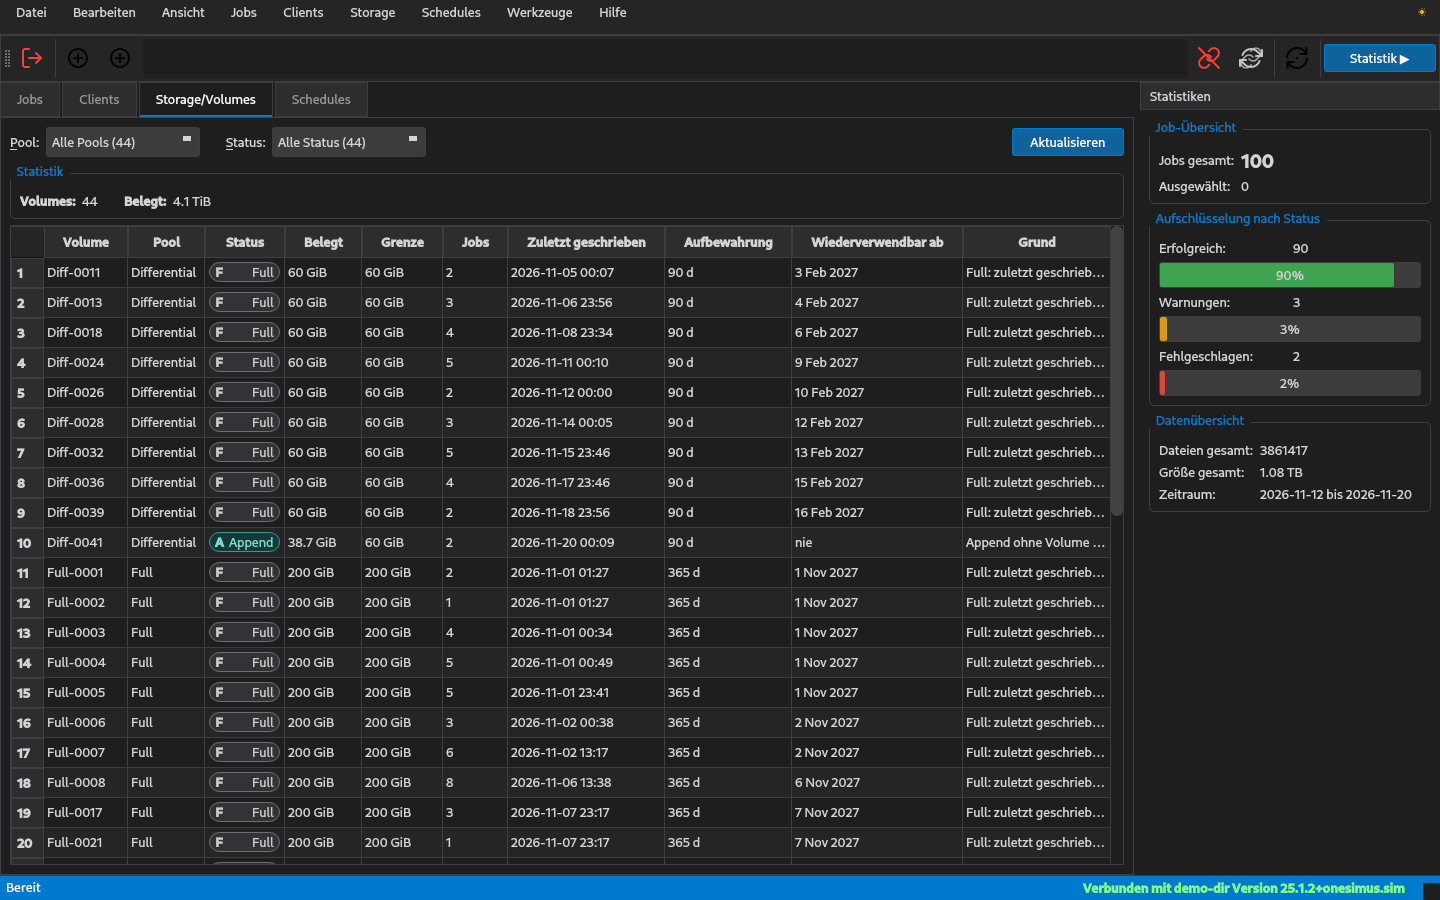 Datei Bearbeiten Ansicht Jobs Clients Storage Schedules Werkzeuge Hilfe
Statistik ▶
Jobs Clients Storage/Volumes Schedules
Pool: Alle Pools (44) Status: Alle Status (44) Aktualisieren
Statistik
Volumes: 44 Belegt: 4.1 TiB
Volume Pool Status Belegt Grenze Jobs Zuletzt geschrieben Aufbewahrung Wiederverwendbar ab Grund
1 Diff-0011 Differential F Full 60 GiB 60 GiB 2 2026-11-05 00:07 90 d 3 Feb 2027 Full: zuletzt geschrieb…
2 Diff-0013 Differential F Full 60 GiB 60 GiB 3 2026-11-06 23:56 90 d 4 Feb 2027 Full: zuletzt geschrieb…
3 Diff-0018 Differential F Full 60 GiB 60 GiB 4 2026-11-08 23:34 90 d 6 Feb 2027 Full: zuletzt geschrieb…
4 Diff-0024 Differential F Full 60 GiB 60 GiB 5 2026-11-11 00:10 90 d 9 Feb 2027 Full: zuletzt geschrieb…
5 Diff-0026 Differential F Full 60 GiB 60 GiB 2 2026-11-12 00:00 90 d 10 Feb 2027 Full: zuletzt geschrieb…
6 Diff-0028 Differential F Full 60 GiB 60 GiB 3 2026-11-14 00:05 90 d 12 Feb 2027 Full: zuletzt geschrieb…
7 Diff-0032 Differential F Full 60 GiB 60 GiB 5 2026-11-15 23:46 90 d 13 Feb 2027 Full: zuletzt geschrieb…
8 Diff-0036 Differential F Full 60 GiB 60 GiB 4 2026-11-17 23:46 90 d 15 Feb 2027 Full: zuletzt geschrieb…
9 Diff-0039 Differential F Full 60 GiB 60 GiB 2 2026-11-18 23:56 90 d 16 Feb 2027 Full: zuletzt geschrieb…
10 Diff-0041 Differential A Append 38.7 GiB 60 GiB 2 2026-11-20 00:09 90 d nie Append ohne Volume …
11 Full-0001 Full F Full 200 GiB 200 GiB 2 2026-11-01 01:27 365 d 1 Nov 2027 Full: zuletzt geschrieb…
12 Full-0002 Full F Full 200 GiB 200 GiB 1 2026-11-01 01:27 365 d 1 Nov 2027 Full: zuletzt geschrieb…
13 Full-0003 Full F Full 200 GiB 200 GiB 4 2026-11-01 00:34 365 d 1 Nov 2027 Full: zuletzt geschrieb…
14 Full-0004 Full F Full 200 GiB 200 GiB 5 2026-11-01 00:49 365 d 1 Nov 2027 Full: zuletzt geschrieb…
15 Full-0005 Full F Full 200 GiB 200 GiB 5 2026-11-01 23:41 365 d 1 Nov 2027 Full: zuletzt geschrieb…
16 Full-0006 Full F Full 200 GiB 200 GiB 3 2026-11-02 00:38 365 d 2 Nov 2027 Full: zuletzt geschrieb…
17 Full-0007 Full F Full 200 GiB 200 GiB 6 2026-11-02 13:17 365 d 2 Nov 2027 Full: zuletzt geschrieb…
18 Full-0008 Full F Full 200 GiB 200 GiB 8 2026-11-06 13:38 365 d 6 Nov 2027 Full: zuletzt geschrieb…
19 Full-0017 Full F Full 200 GiB 200 GiB 3 2026-11-07 23:17 365 d 7 Nov 2027 Full: zuletzt geschrieb…
20 Full-0021 Full F Full 200 GiB 200 GiB 1 2026-11-07 23:17 365 d 7 Nov 2027 Full: zuletzt geschrieb…
Statistiken
Job-Übersicht
Jobs gesamt: 100
Ausgewählt: 0
Aufschlüsselung nach Status
Erfolgreich: 90
90%
Warnungen: 3
3%
Fehlgeschlagen: 2
2%
Datenübersicht
Dateien gesamt: 3861417
Größe gesamt: 1.08 TB
Zeitraum: 2026-11-12 bis 2026-11-20
Bereit Verbunden mit demo-dir Version 25.1.2+onesimus.sim